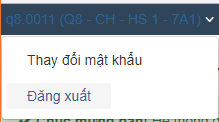 q8.0011 (Q8 - CH - HS 1 - 7A1)
Thay đổi mật khẩu
Đăng xuất